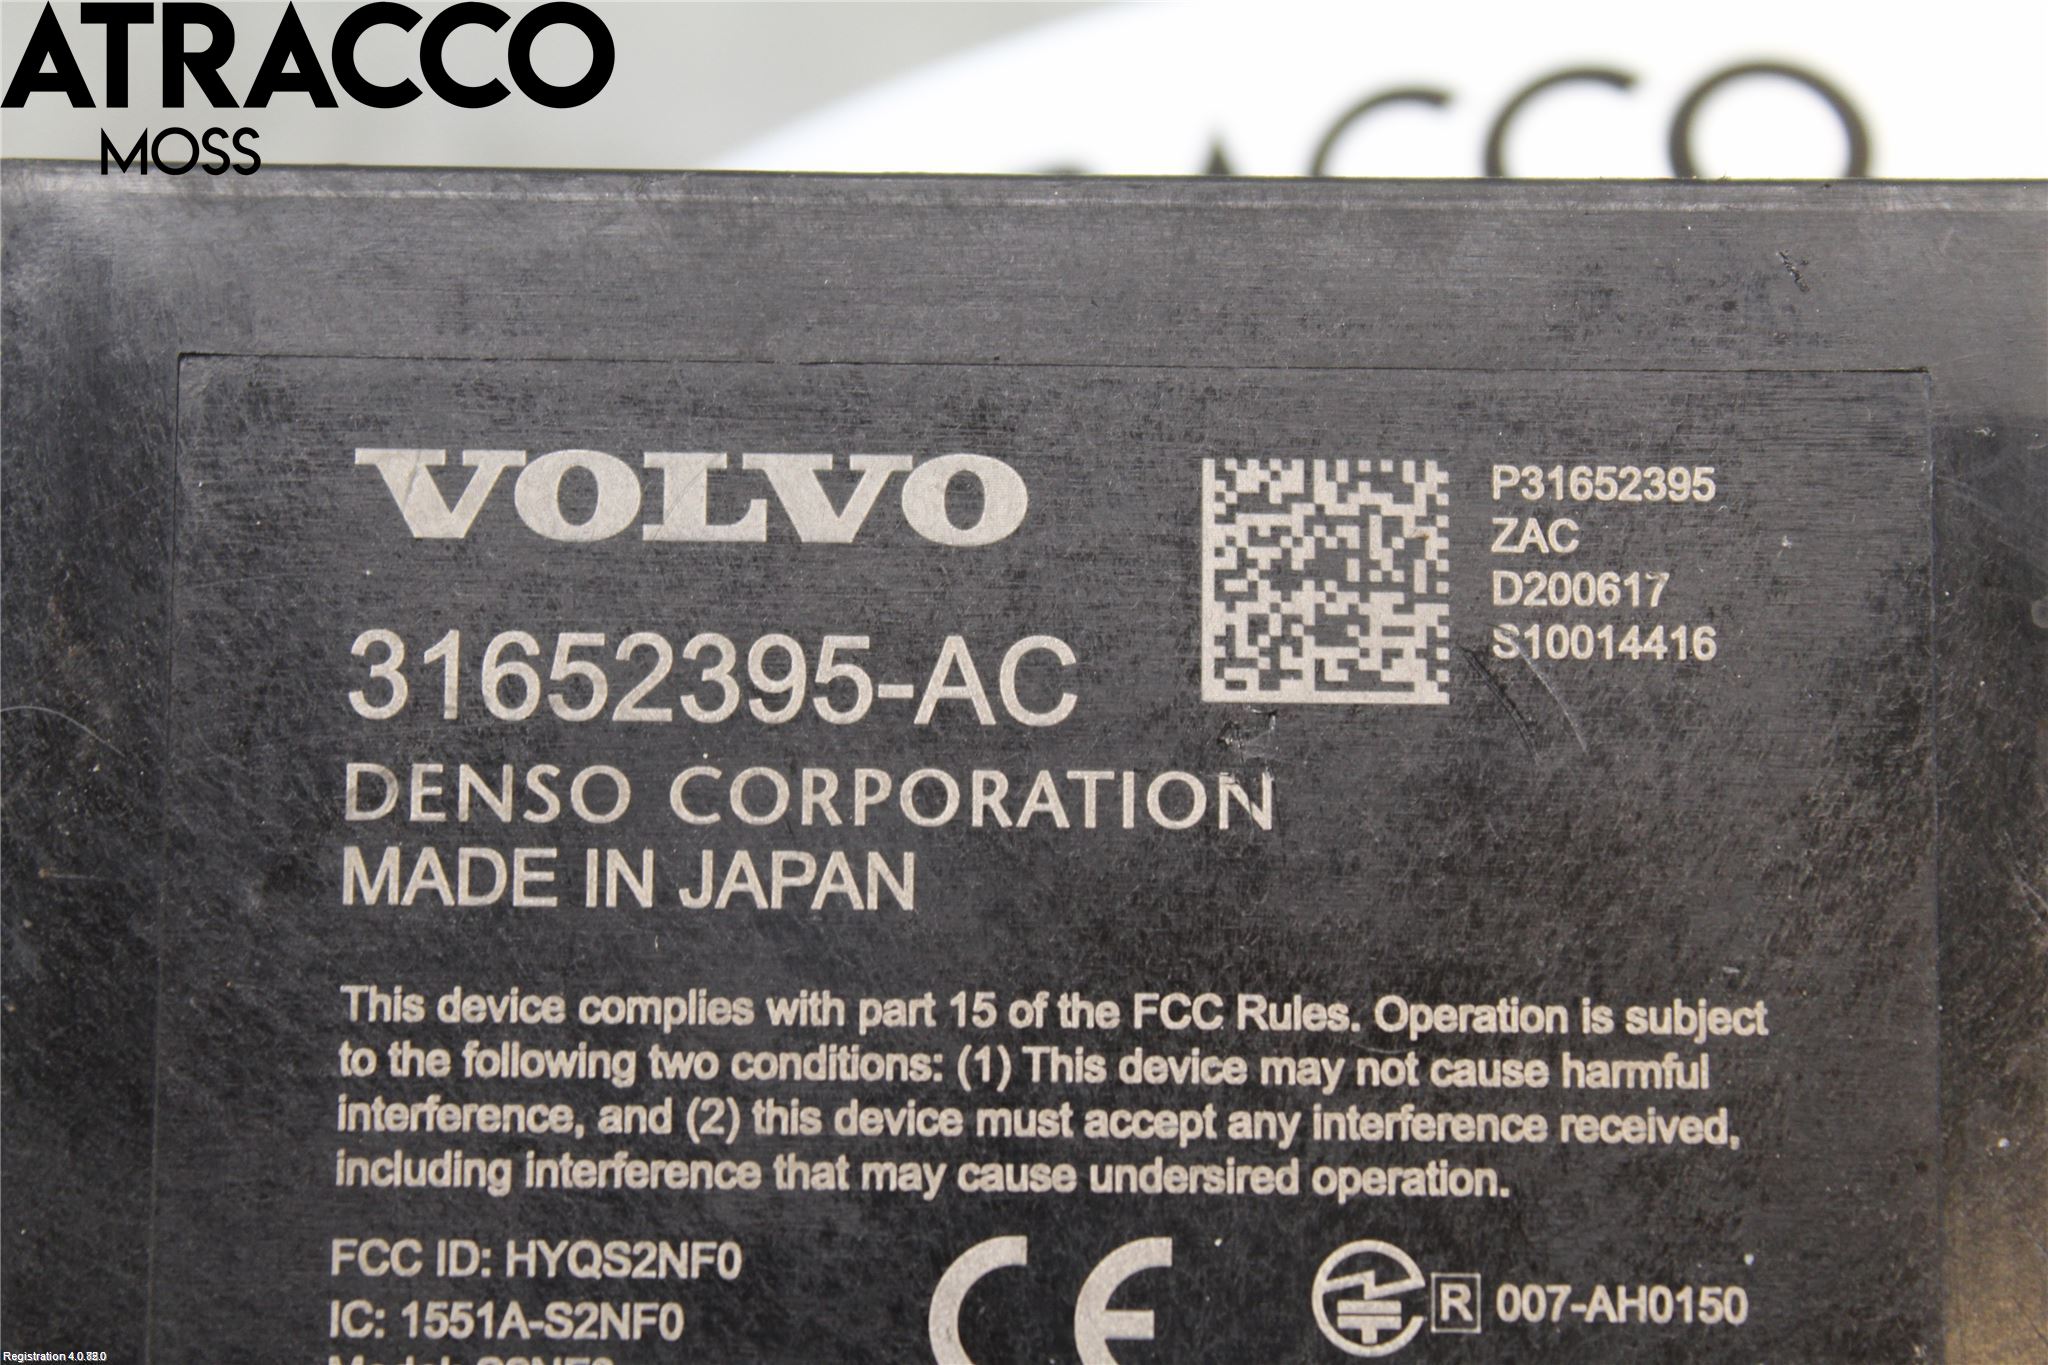 ATRACCO
MOSS
ACCO
VOLVO
P31652395
ZAC
D200617
S10014416
31652395-AC
DENSO CORPORATION
MADE IN JAPAN
This device complies with part 15 of the FCC Rules. Operation is subject
to the following two conditions: (1) This device may not cause harmful
interference, and (2) this device must accept any interference received,
including interference that may cause undersired operation.
FCC ID: HYQS2NF0
IC: 1551A-S2NF0
CE
R 007-AH0150
Registration